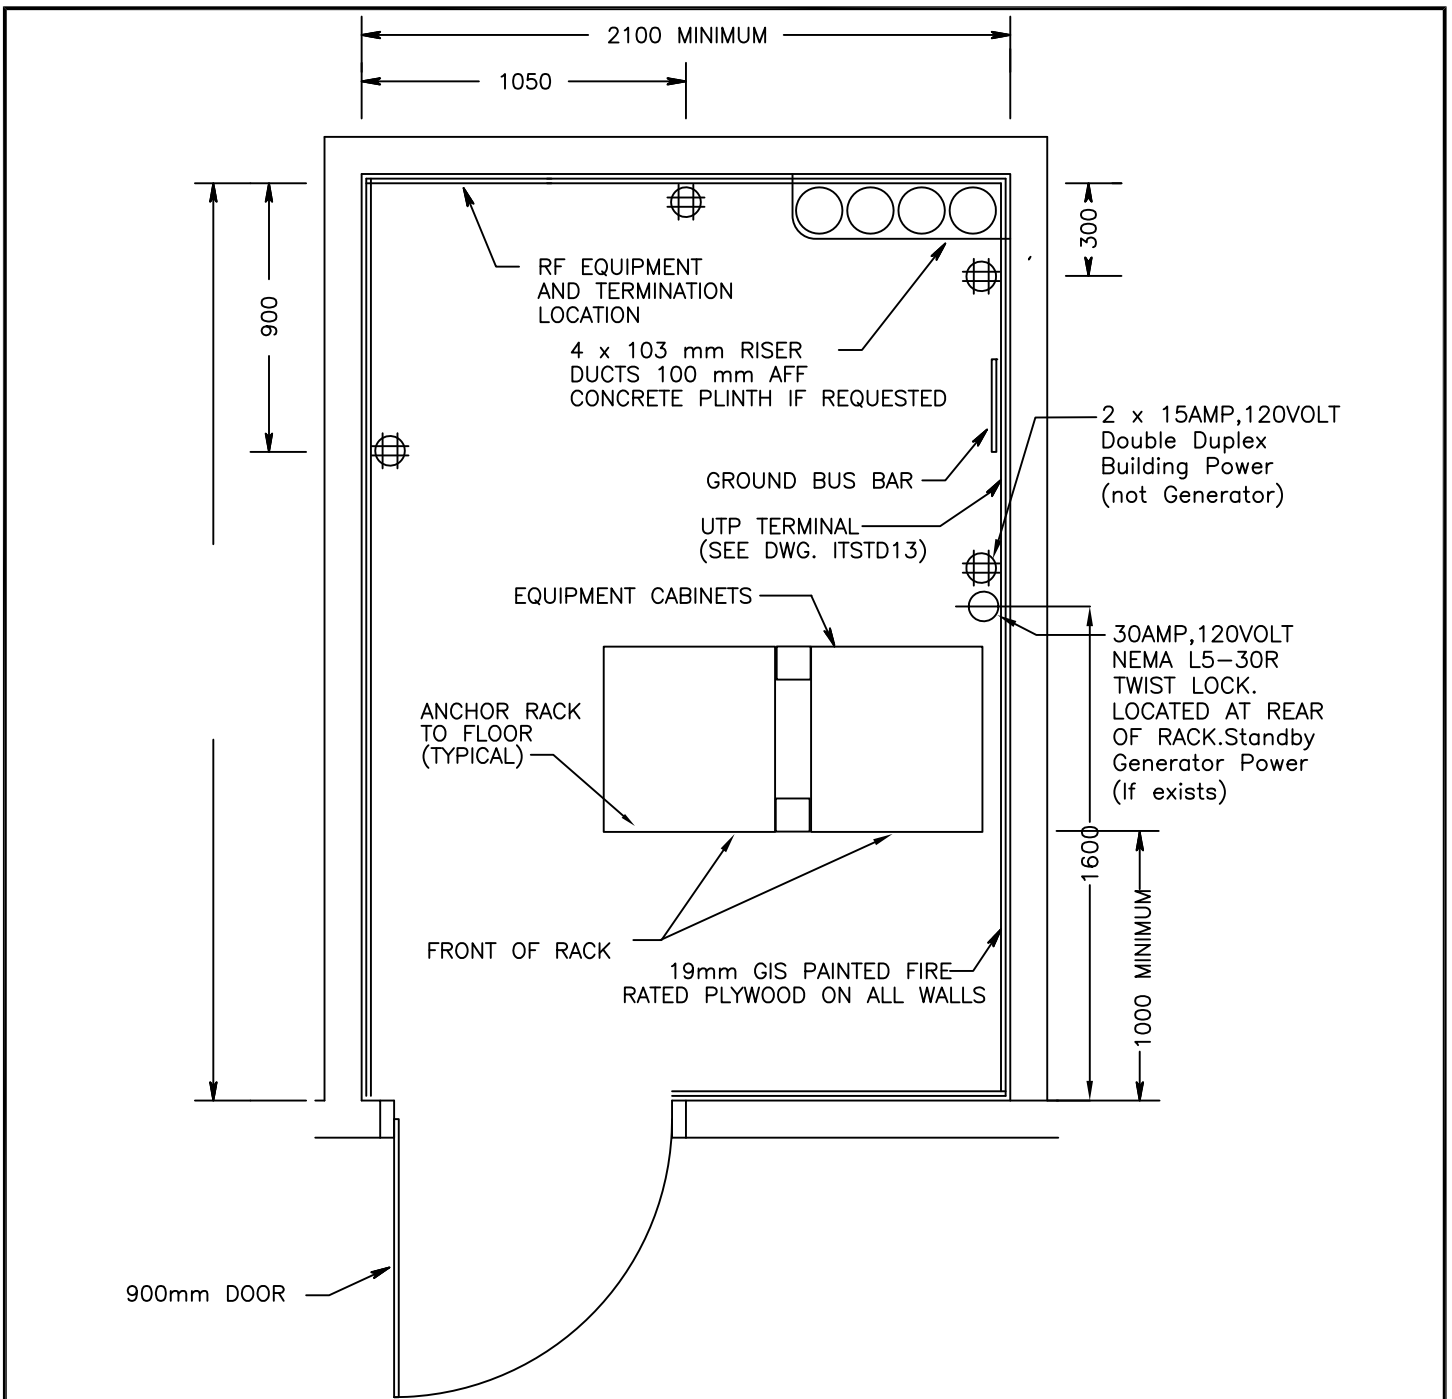 2100 MINIMUM
1050
RF EQUIPMENT
AND TERMINATION
LOCATION
300
900
4 x 103 mm RISER
DUCTS 100 mm AFF
CONCRETE PLINTH IF REQUESTED
2 x 15AMP,120VOLT
Double Duplex
Building Power
(not Generator)
GROUND BUS BAR
UTP TERMINAL
(SEE DWG. ITSTD13)
EQUIPMENT CABINETS
30AMP,120VOLT
NEMA L5-30R
TWIST LOCK.
LOCATED AT REAR
OF RACK.Standby
Generator Power
(If exists)
ANCHOR RACK
TO FLOOR
(TYPICAL)
1600
1000 MINIMUM
FRONT OF RACK
19mm GIS PAINTED FIRE
RATED PLYWOOD ON ALL WALLS
900mm DOOR